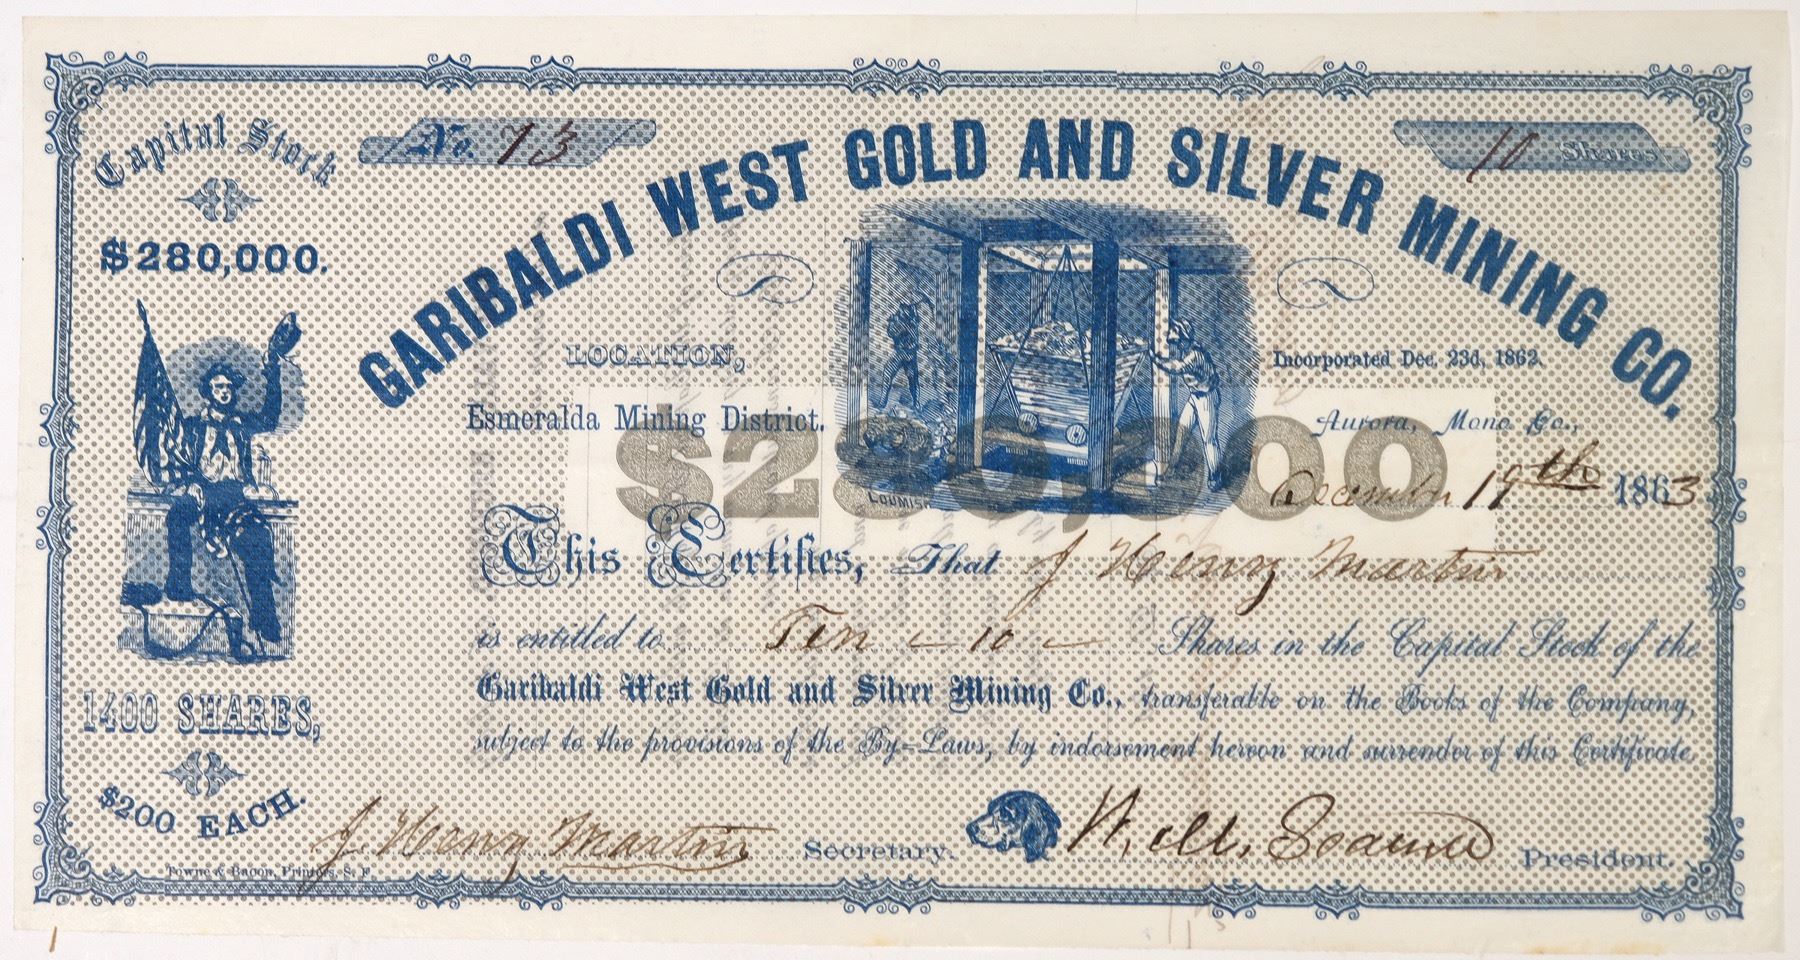 Capital Stock
$280,000.
No. 73
10 Shares
GARIBALDI WEST GOLD AND SILVER MINING CO.
LOCATION,
Esmeralda Mining District.
Incorporated Dec. 23d, 1862.
Aurora, Mono Co.,
$280,000
December 19th 1863
This Certifies, That J Henry Martin
is entitled to Ten - 10 - Shares in the Capital Stock of the
Garibaldi West Gold and Silver Mining Co., transferable on the Books of the Company,
subject to the provisions of the By-Laws, by indorsement hereon and surrender of this Certificate.
1400 SHARES,
$200 EACH.
J Henry Martin Secretary.
President.
Towne & Bacon, Printers, S. F.